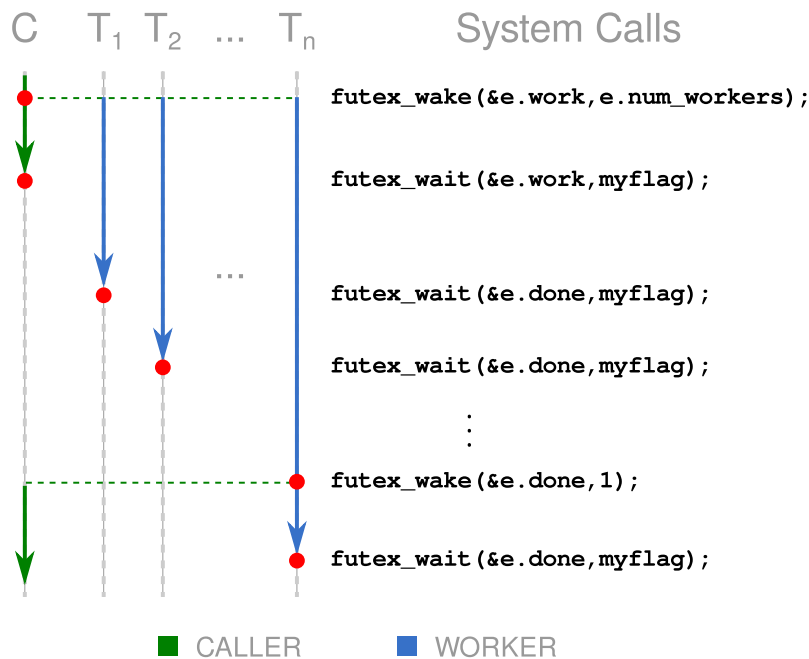 C T1 T2 ... Tn System Calls
futex_wake(&e.work,e.num_workers);
futex_wait(&e.work,myflag);
...
futex_wait(&e.done,myflag);
futex_wait(&e.done,myflag);
⋮
futex_wake(&e.done,1);
futex_wait(&e.done,myflag);
CALLER WORKER